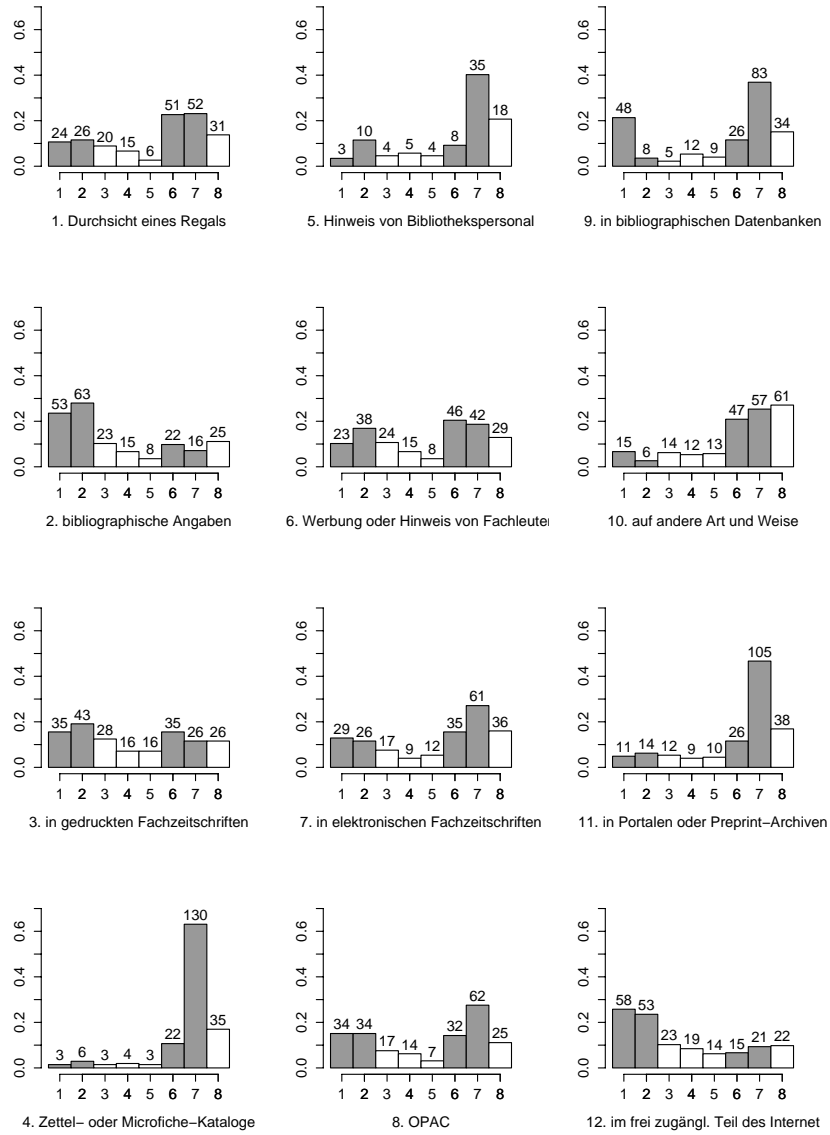 0.0 0.2 0.4 0.6
24 26 20 15 6 51 52 31
1 2 3 4 5 6 7 8
1. Durchsicht eines Regals
0.0 0.2 0.4 0.6
3 10 4 5 4 8 35 18
1 2 3 4 5 6 7 8
5. Hinweis von Bibliothekspersonal
0.0 0.2 0.4 0.6
48 8 5 12 9 26 83 34
1 2 3 4 5 6 7 8
9. in bibliographischen Datenbanken
0.0 0.2 0.4 0.6
53 63 23 15 8 22 16 25
1 2 3 4 5 6 7 8
2. bibliographische Angaben
0.0 0.2 0.4 0.6
23 38 24 15 8 46 42 29
1 2 3 4 5 6 7 8
6. Werbung oder Hinweis von Fachleuten
0.0 0.2 0.4 0.6
15 6 14 12 13 47 57 61
1 2 3 4 5 6 7 8
10. auf andere Art und Weise
0.0 0.2 0.4 0.6
35 43 28 16 16 35 26 26
1 2 3 4 5 6 7 8
3. in gedruckten Fachzeitschriften
0.0 0.2 0.4 0.6
29 26 17 9 12 35 61 36
1 2 3 4 5 6 7 8
7. in elektronischen Fachzeitschriften
0.0 0.2 0.4 0.6
11 14 12 9 10 26 105 38
1 2 3 4 5 6 7 8
11. in Portalen oder Preprint−Archiven
0.0 0.2 0.4 0.6
3 6 3 4 3 22 130 35
1 2 3 4 5 6 7 8
4. Zettel− oder Microfiche−Kataloge
0.0 0.2 0.4 0.6
34 34 17 14 7 32 62 25
1 2 3 4 5 6 7 8
8. OPAC
0.0 0.2 0.4 0.6
58 53 23 19 14 15 21 22
1 2 3 4 5 6 7 8
12. im frei zugängl. Teil des Internet